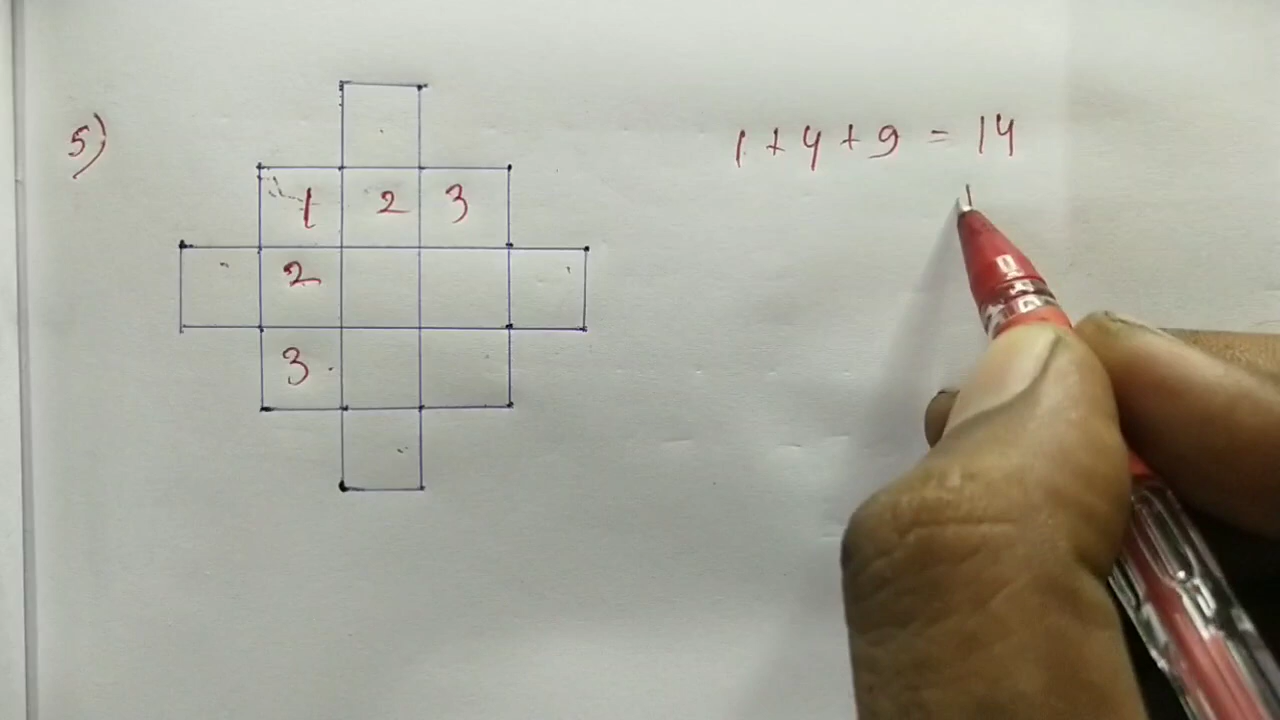 5)
1 + 4 + 9 = 14
1 2 3
2
3